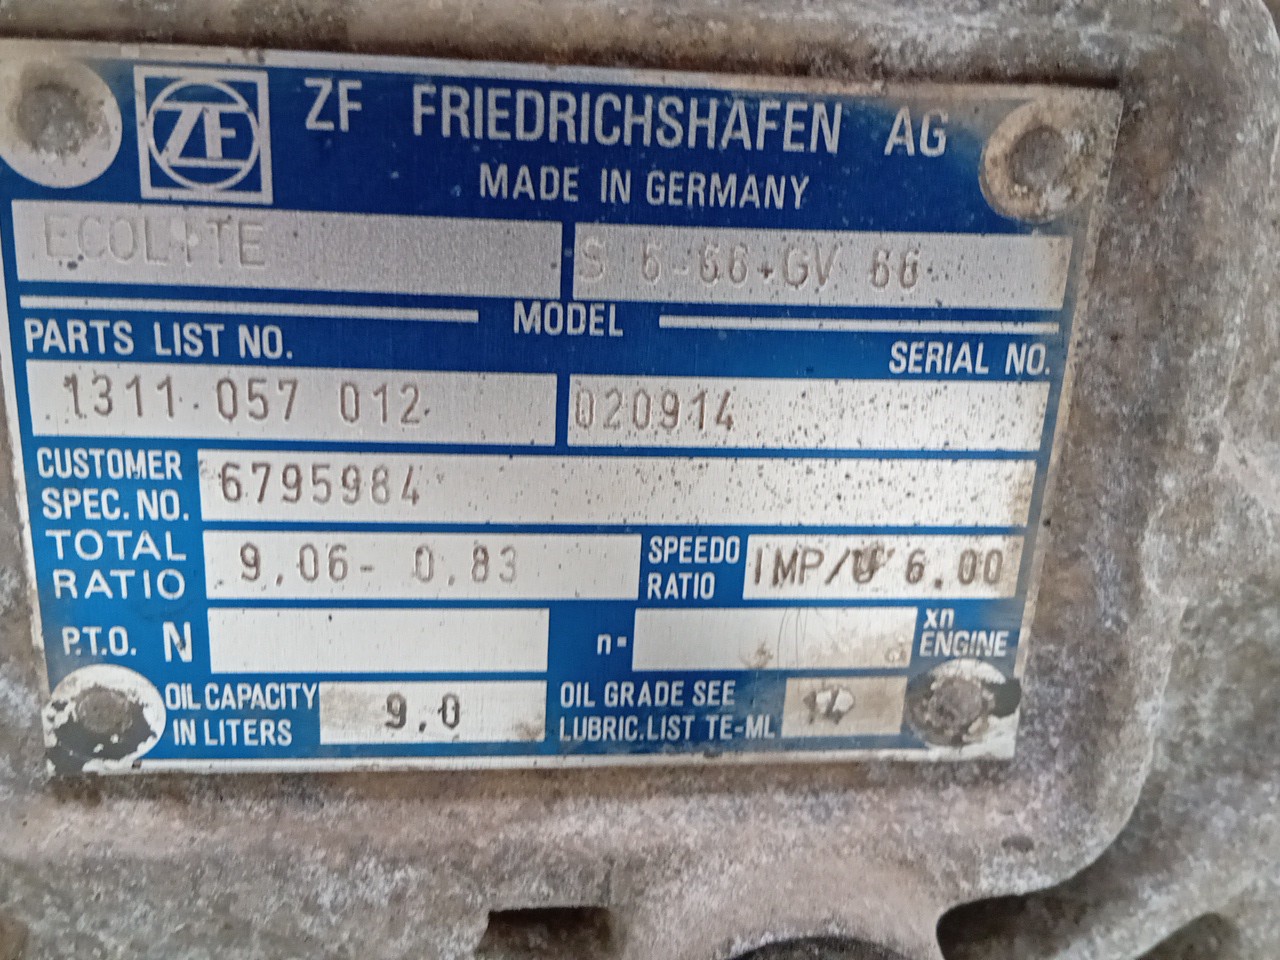 ZF
ZF FRIEDRICHSHAFEN AG
MADE IN GERMANY
ECOLITE S 6-66+GV 66
MODEL
PARTS LIST NO. SERIAL NO.
1311 057 012 020914
CUSTOMER
SPEC. NO. 6795984
TOTAL
RATIO 9,06- 0,83 SPEEDO
RATIO IMP/U 6.00
P.T.O. N n= xn
ENGINE
OIL CAPACITY
IN LITERS 9,0 OIL GRADE SEE
LUBRIC.LIST TE-ML